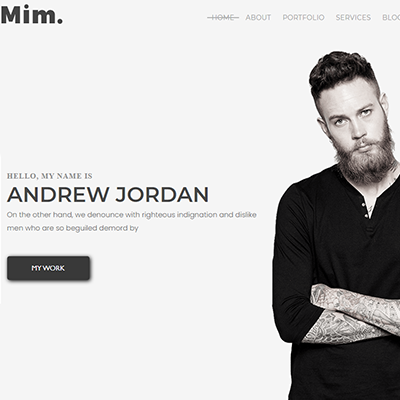 Mim.
HOME ABOUT PORTFOLIO SERVICES BLOG
HELLO, MY NAME IS
ANDREW JORDAN
On the other hand, we denounce with righteous indignation and dislike
men who are so beguiled demord by
MY WORK